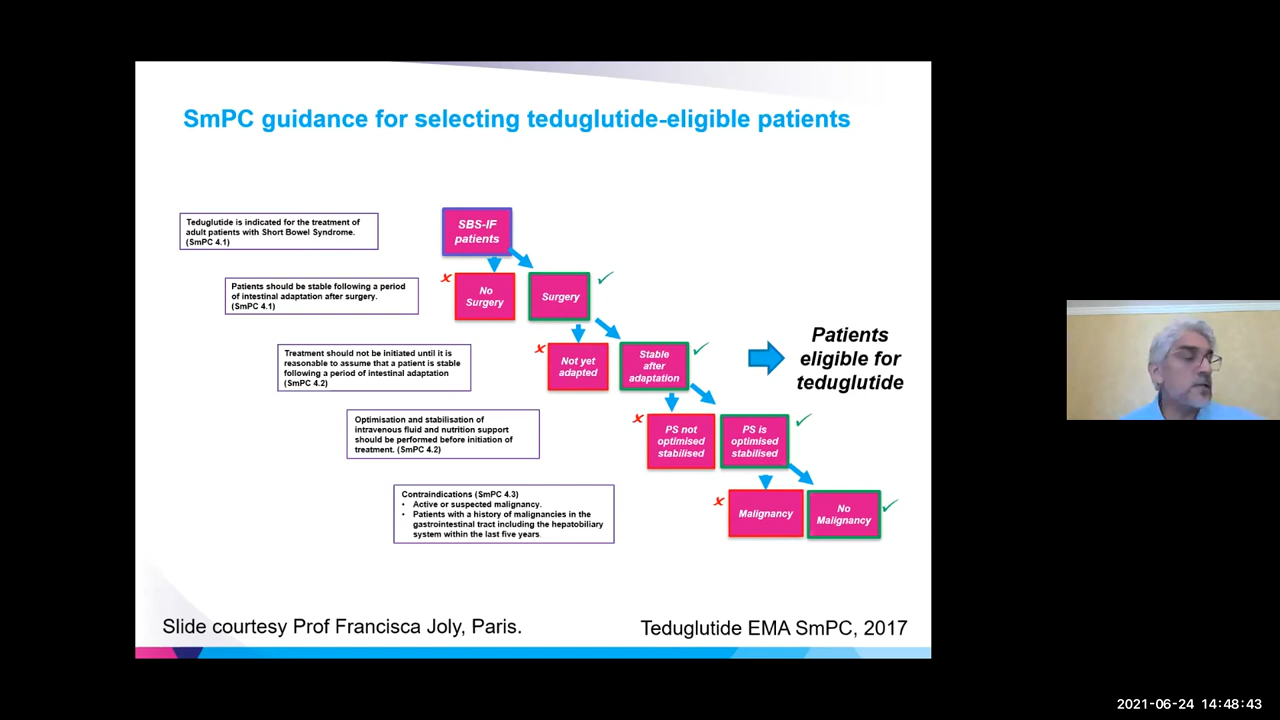 SmPC guidance for selecting teduglutide-eligible patients
Teduglutide is indicated for the treatment of
adult patients with Short Bowel Syndrome.
(SmPC 4.1)
SBS-IF
patients
Patients should be stable following a period
of intestinal adaptation after surgery.
(SmPC 4.1)
x
No
Surgery
Surgery
✓
Treatment should not be initiated until it is
reasonable to assume that a patient is stable
following a period of intestinal adaptation
(SmPC 4.2)
x
Not yet
adapted
Stable
after
adaptation
✓
Patients
eligible for
teduglutide
Optimisation and stabilisation of
intravenous fluid and nutrition support
should be performed before initiation of
treatment. (SmPC 4.2)
x
PS not
optimised
stabilised
PS is
optimised
stabilised
✓
Contraindications (SmPC 4.3)
• Active or suspected malignancy.
• Patients with a history of malignancies in the
gastrointestinal tract including the hepatobiliary
system within the last five years.
x
Malignancy
No
Malignancy
✓
Slide courtesy Prof Francisca Joly, Paris.
Teduglutide EMA SmPC, 2017
2021-06-24 14:48:43